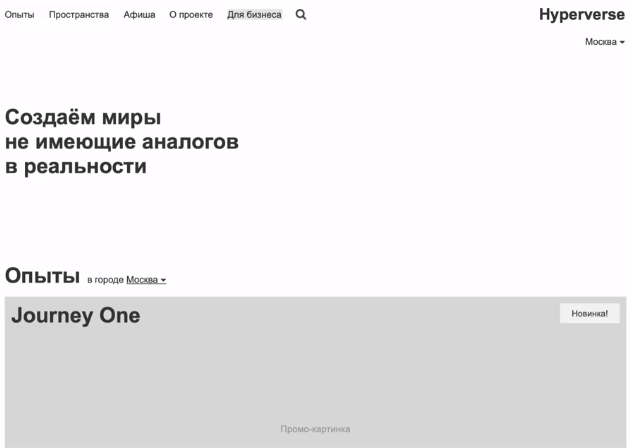 Опыты Пространства Афиша О проекте Для бизнеса Hyperverse
Москва
Создаём миры
не имеющие аналогов
в реальности
Опыты в городе Москва
Journey One Новинка!
Промо-картинка